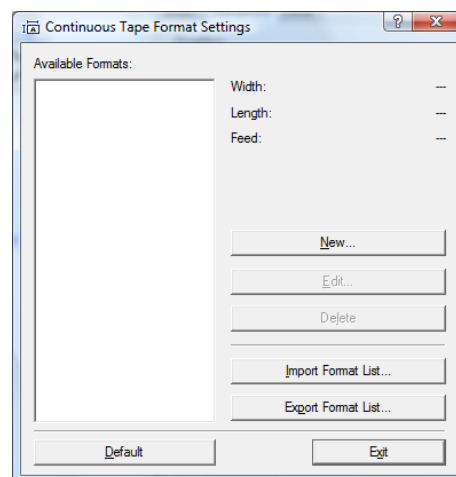 Continuous Tape Format Settings
?
X
Available Formats:
Width: ---
Length: ---
Feed: ---
New...
Edit...
Delete
Import Format List...
Export Format List...
Default
Exit